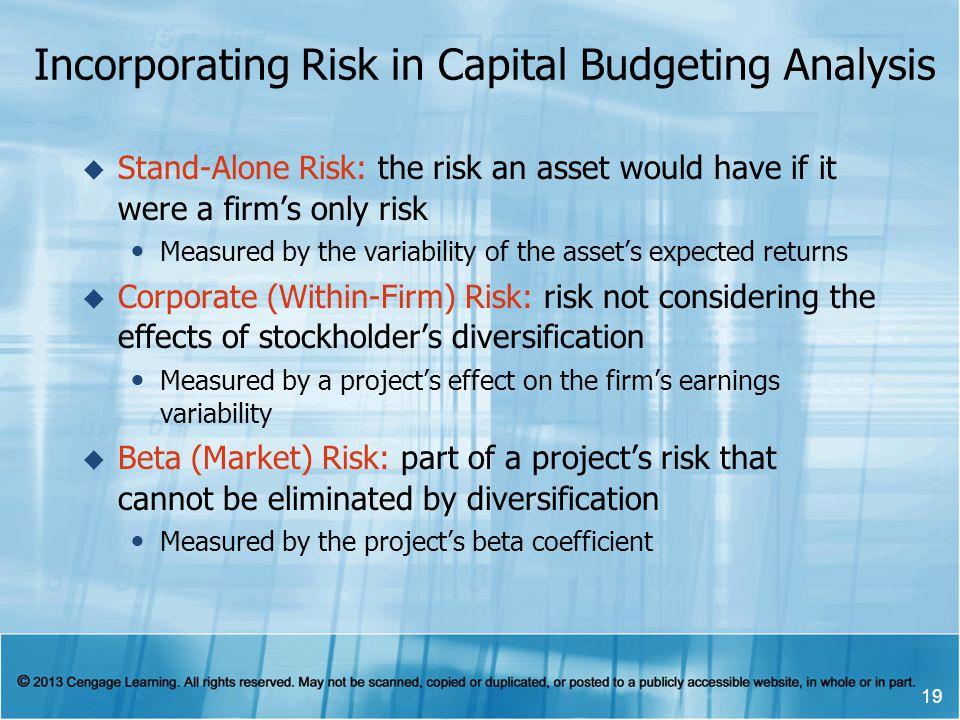 Incorporating Risk in Capital Budgeting Analysis
◆ Stand-Alone Risk: the risk an asset would have if it
were a firm’s only risk
• Measured by the variability of the asset’s expected returns
◆ Corporate (Within-Firm) Risk: risk not considering the
effects of stockholder’s diversification
• Measured by a project’s effect on the firm’s earnings
variability
◆ Beta (Market) Risk: part of a project’s risk that
cannot be eliminated by diversification
• Measured by the project’s beta coefficient
© 2013 Cengage Learning. All rights reserved. May not be scanned, copied or duplicated, or posted to a publicly accessible website, in whole or in part.
19